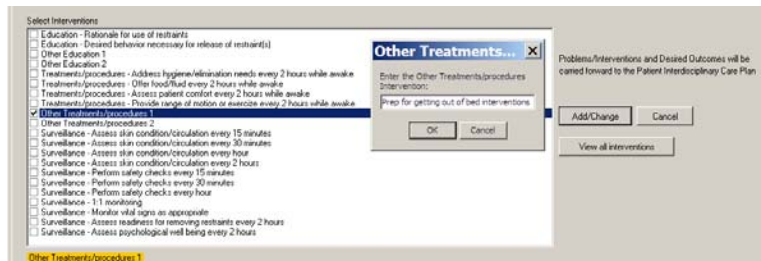 Select Interventions
Education - Rationale for use of restraints
Education - Desired behavior necessary for release of restraint(s)
Other Education 1
Other Education 2
Treatments/procedures - Address hygiene/elimination needs every 2 hours while awake
Treatments/procedures - Offer food/fluid every 2 hours while awake
Treatments/procedures - Assess patient comfort every 2 hours while awake
Treatments/procedures - Provide range of motion or exercise every 2 hours while awake
Other Treatments/procedures 1
Other Treatments/procedures 2
Surveillance - Assess skin condition/circulation every 15 minutes
Surveillance - Assess skin condition/circulation every 30 minutes
Surveillance - Assess skin condition/circulation every hour
Surveillance - Assess skin condition/circulation every 2 hours
Surveillance - Perform safety checks every 15 minutes
Surveillance - Perform safety checks every 30 minutes
Surveillance - Perform safety checks every hour
Surveillance - 1:1 monitoring
Surveillance - Monitor vital signs as appropriate
Surveillance - Assess readiness for removing restraints every 2 hours
Surveillance - Assess psychological well being every 2 hours
Other Treatments/procedures 1
Other Treatments...
Enter the Other Treatments/procedures
Intervention:
Prep for getting out of bed interventions
OK Cancel
Problems/Interventions and Desired Outcomes will be
carried forward to the Patient Interdisciplinary Care Plan
Add/Change Cancel
View all interventions